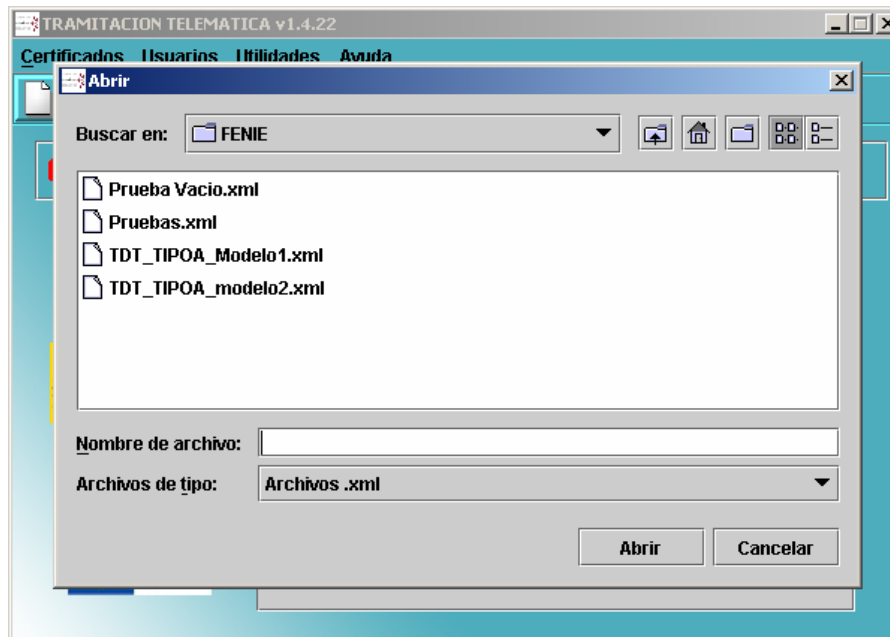 TRAMITACION TELEMATICA v1.4.22
Certificados Usuarios Utilidades Ayuda
Abrir
Buscar en: FENIE
Prueba Vacio.xml
Pruebas.xml
TDT_TIPOA_Modelo1.xml
TDT_TIPOA_modelo2.xml
Nombre de archivo:
Archivos de tipo: Archivos .xml
Abrir Cancelar